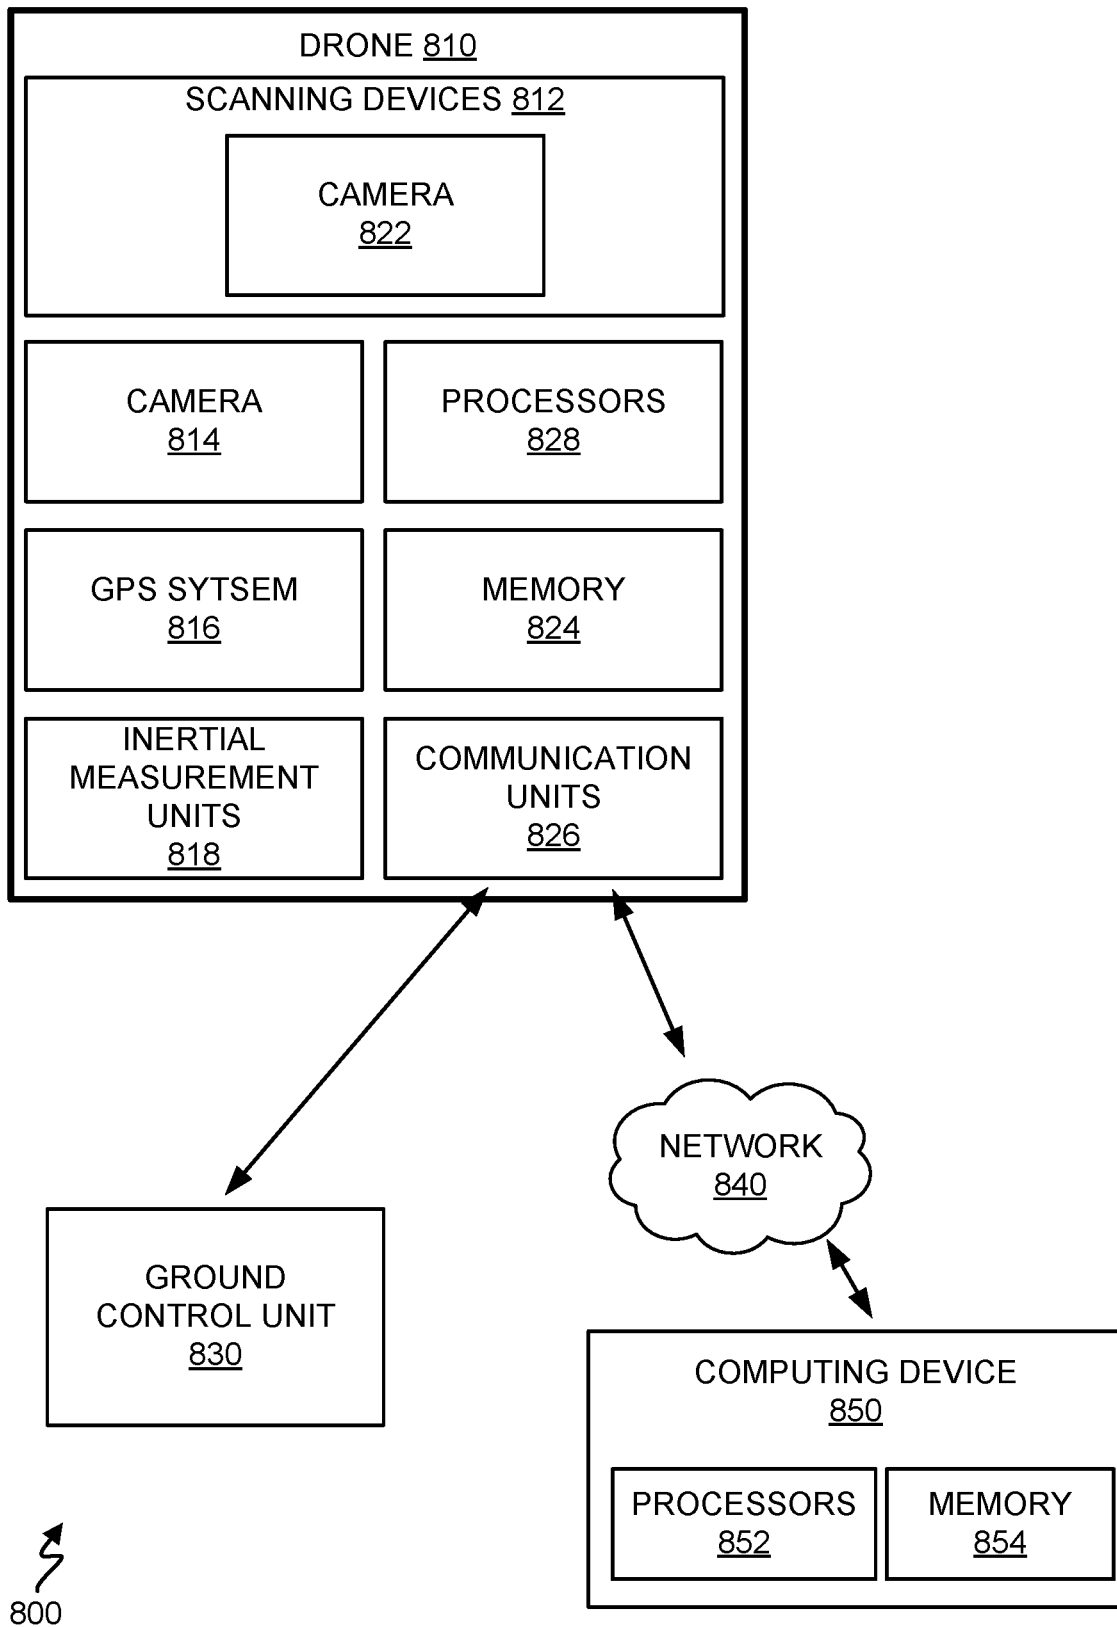 DRONE 810
SCANNING DEVICES 812
CAMERA
822
CAMERA
814
PROCESSORS
828
GPS SYTSEM
816
MEMORY
824
INERTIAL
MEASUREMENT
UNITS
818
COMMUNICATION
UNITS
826
NETWORK
840
GROUND
CONTROL UNIT
830
COMPUTING DEVICE
850
PROCESSORS
852
MEMORY
854
800